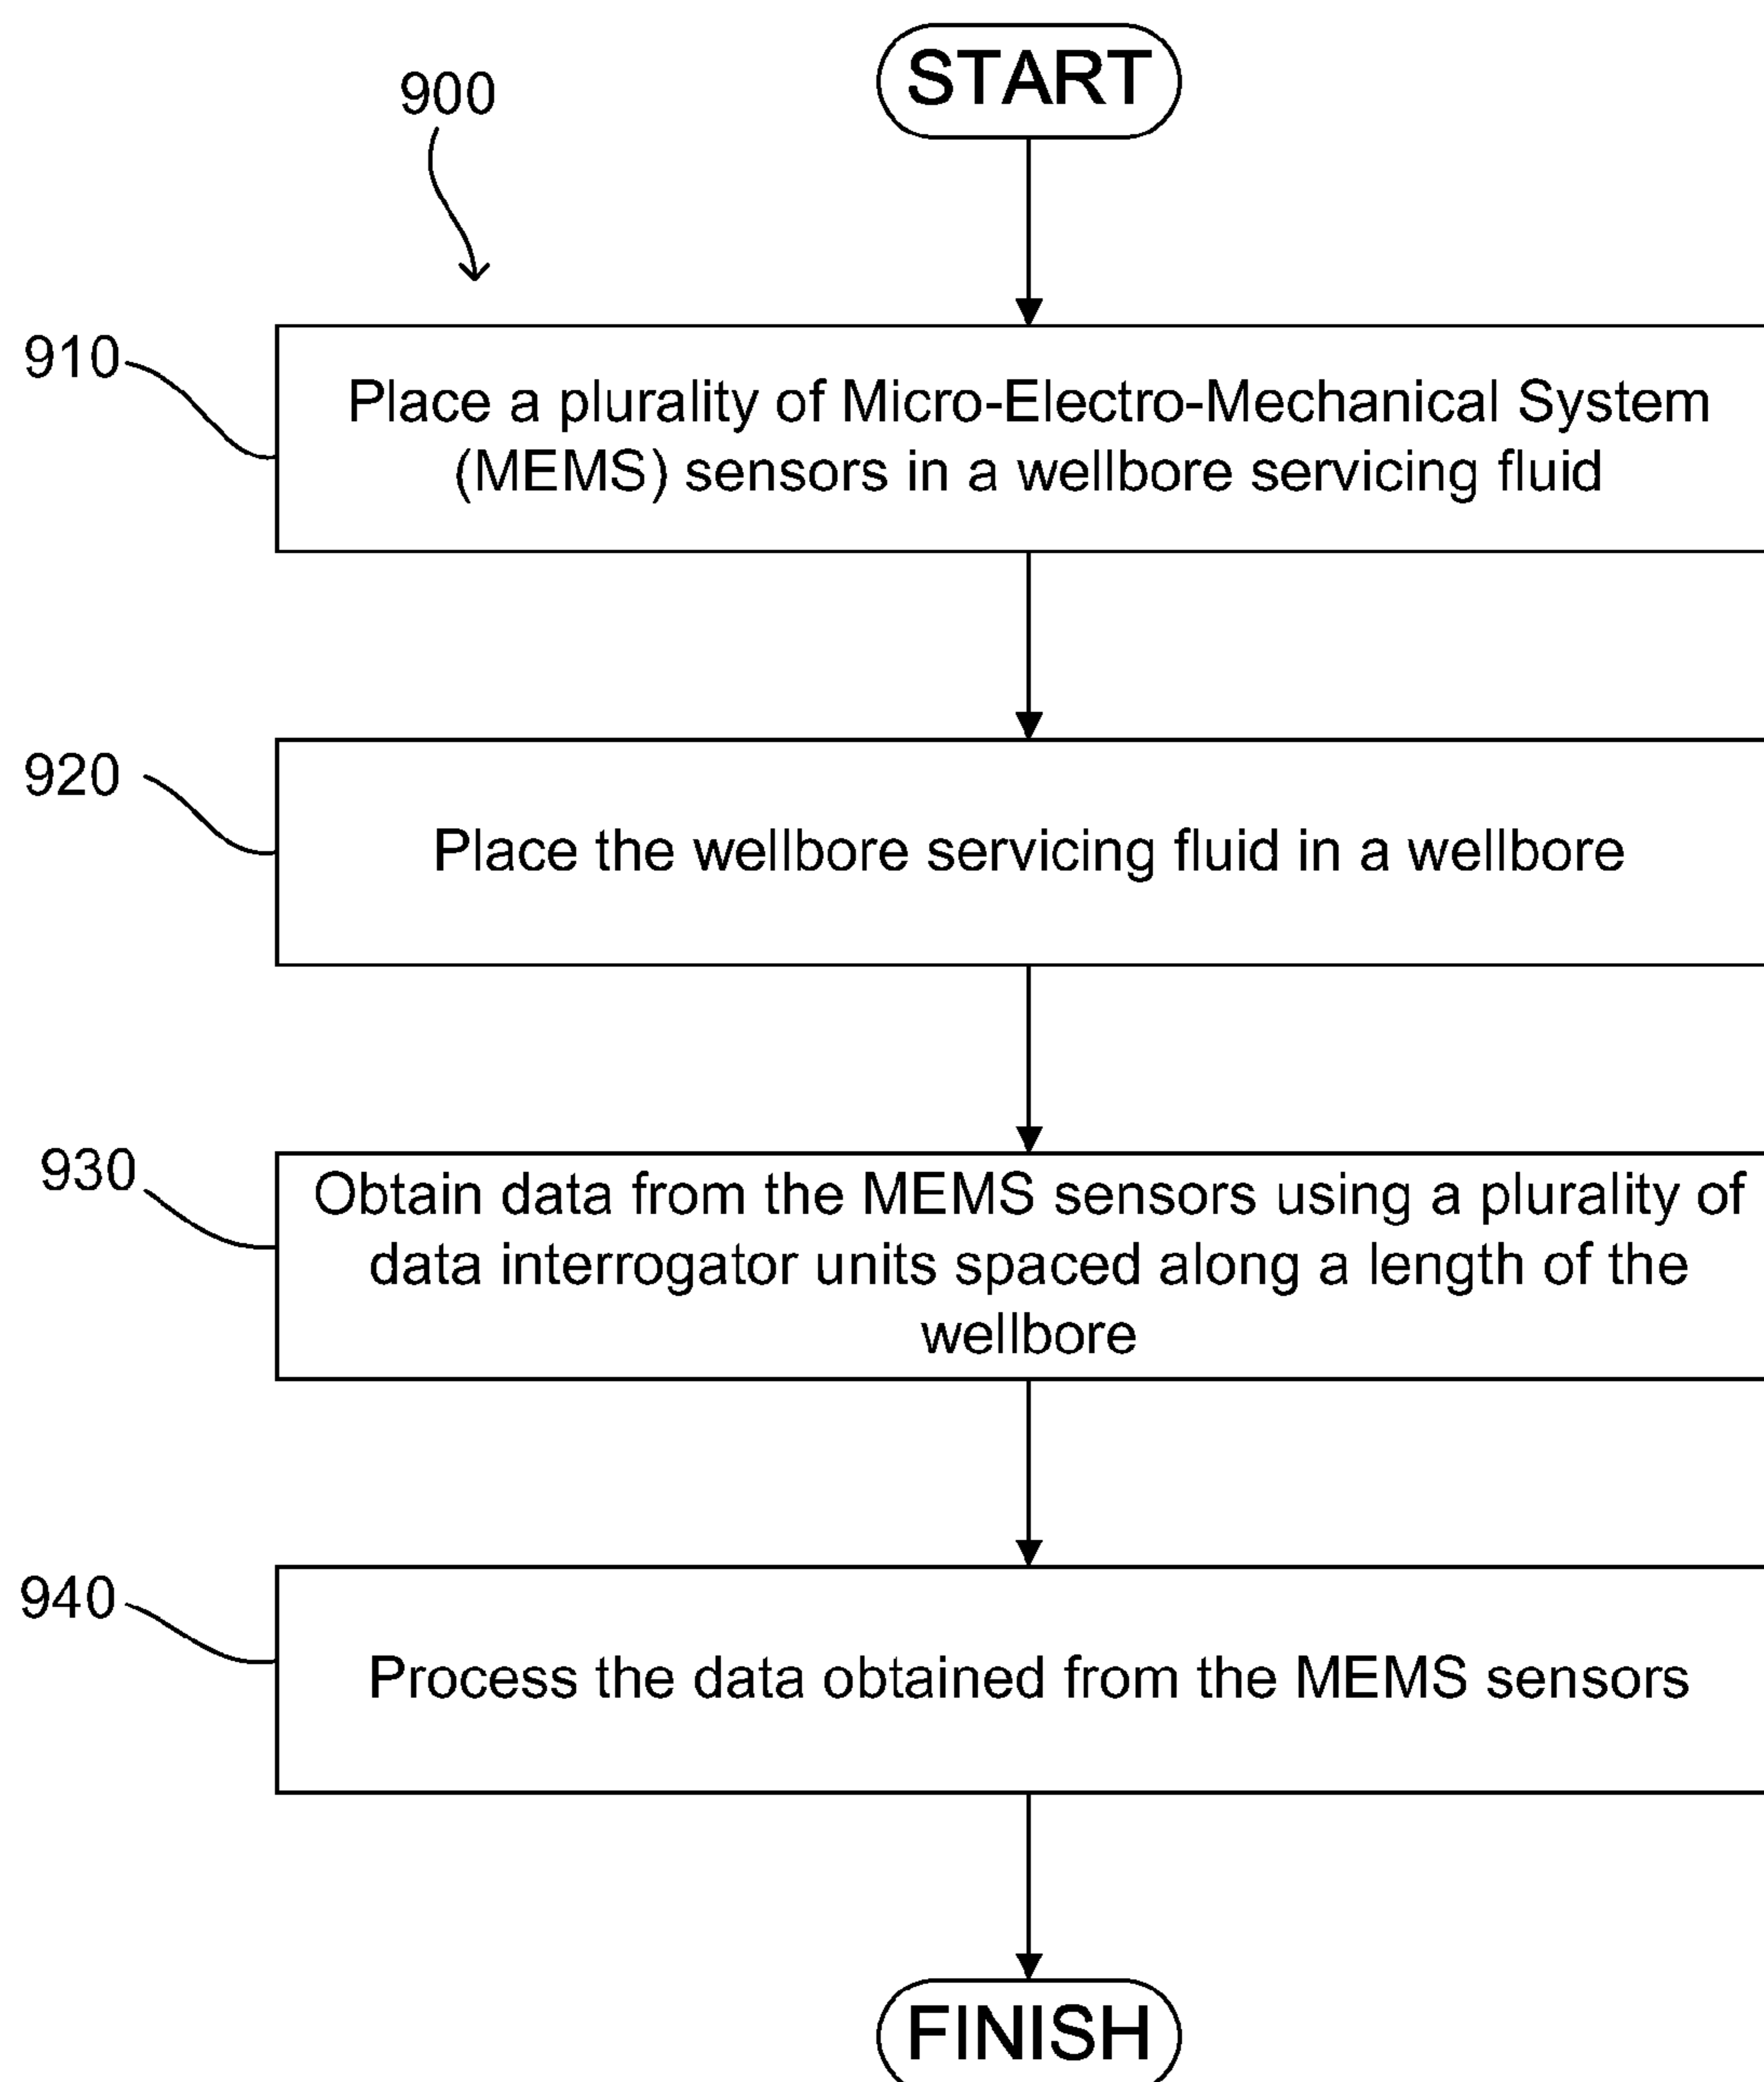 START
900
910
Place a plurality of Micro-Electro-Mechanical System
(MEMS) sensors in a wellbore servicing fluid
920
Place the wellbore servicing fluid in a wellbore
930
Obtain data from the MEMS sensors using a plurality of
data interrogator units spaced along a length of the
wellbore
940
Process the data obtained from the MEMS sensors
FINISH